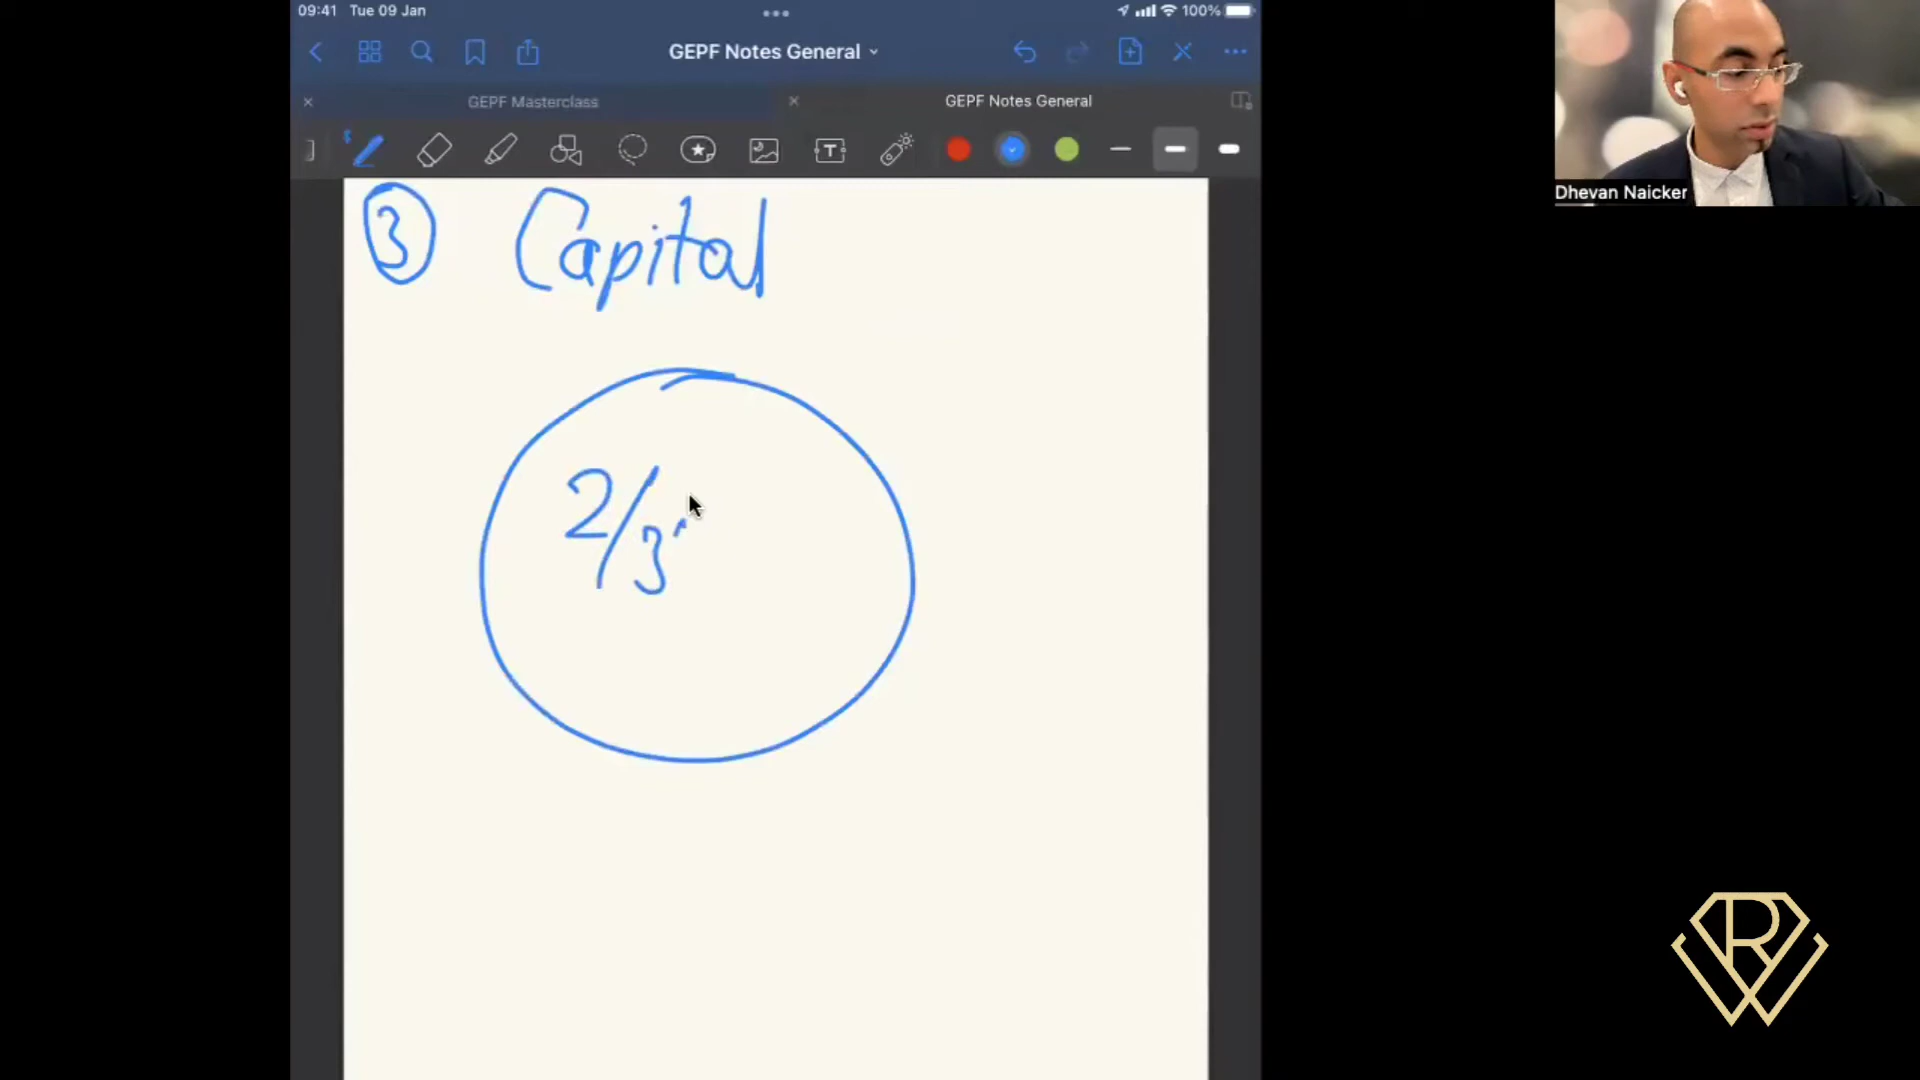 09:41 Tue 09 Jan
100%
GEPF Notes General
GEPF Masterclass
GEPF Notes General
T
3 Capital
2/3
Dhevan Naicker
RW